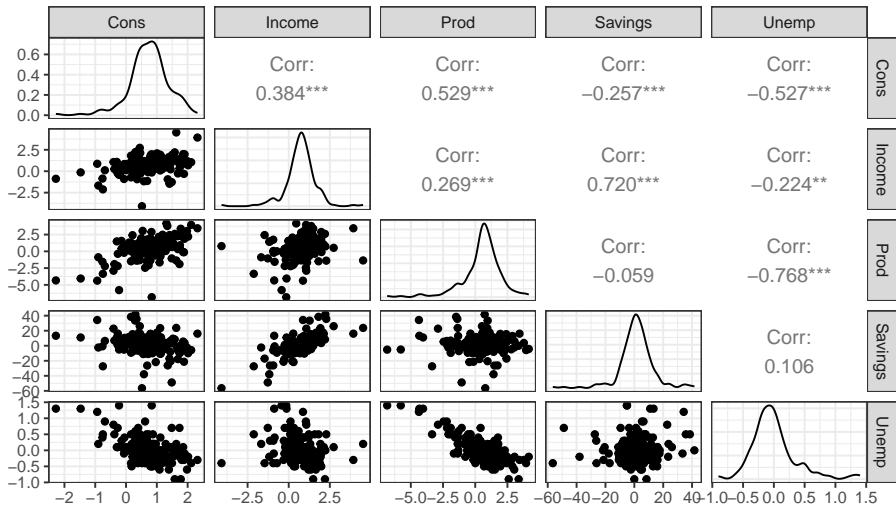 Cons Income Prod Savings Unemp
0.6
0.4
0.2
0.0
Corr:
0.384***
Corr:
0.529***
Corr:
−0.257***
Corr:
−0.527***
Cons
2.5
0.0
−2.5
Corr:
0.269***
Corr:
0.720***
Corr:
−0.224**
Income
2.5
0.0
−2.5
−5.0
Corr:
−0.059
Corr:
−0.768***
Prod
40
20
0
−20
−40
−60
Corr:
0.106
Savings
1.5
1.0
0.5
0.0
−0.5
−1.0
Unemp
−2 −1 0 1 2 −2.5 0.0 2.5 −5.0 −2.5 0.0 2.5 −60 −40 −20 0 20 40 −1.0 −0.5 0.0 0.5 1.0 1.5